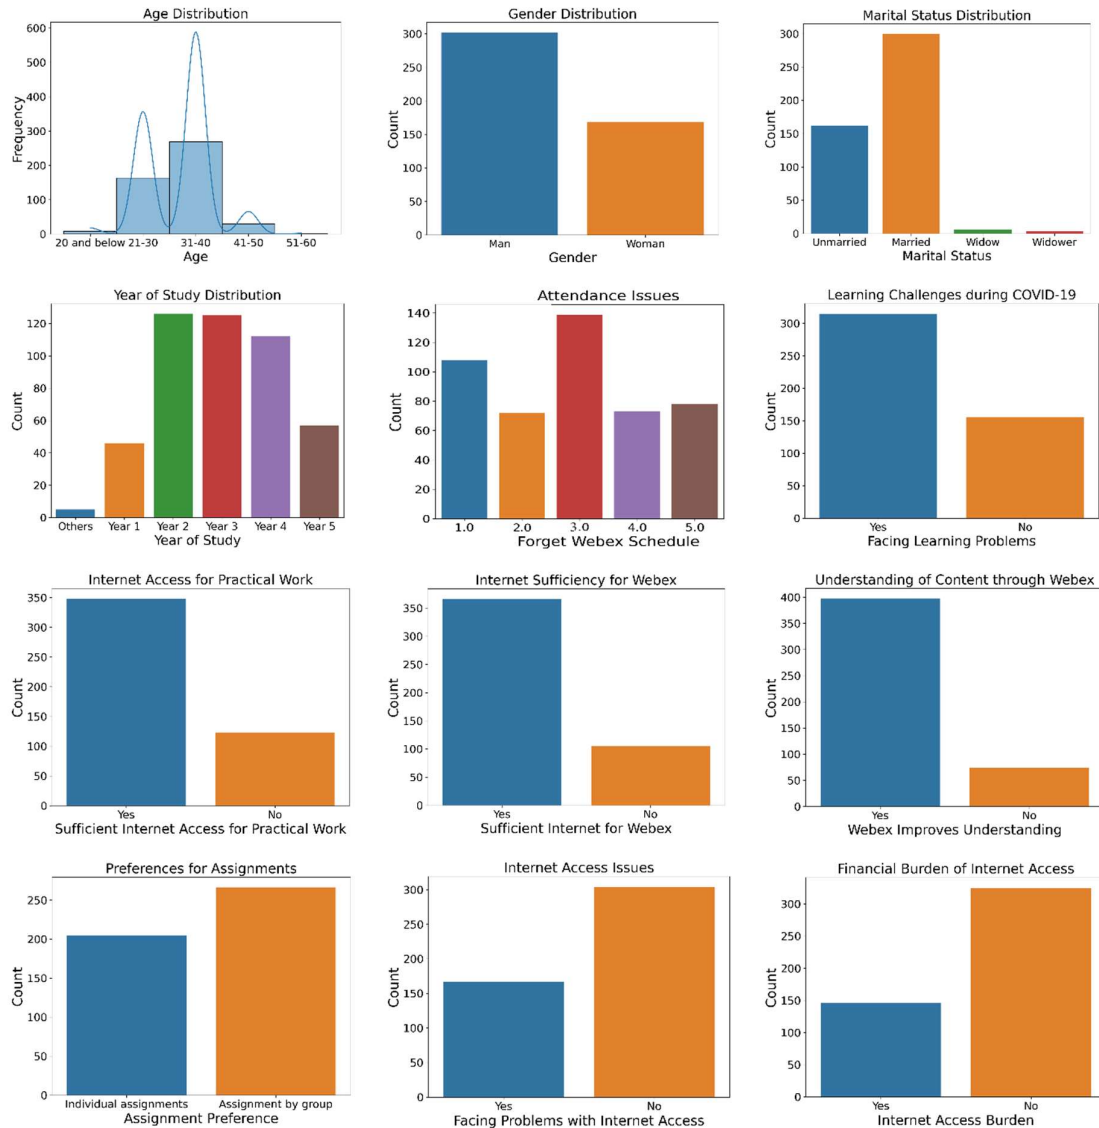 Age Distribution
600
500
400
300
200
100
0
Frequency
20 and below 21-30 31-40 41-50 51-60
Age
Gender Distribution
300
250
200
150
100
50
0
Count
Man Woman
Gender
Marital Status Distribution
300
250
200
150
100
50
0
Count
Unmarried Married Widow Widower
Marital Status
Year of Study Distribution
120
100
80
60
40
20
0
Count
Others Year 1 Year 2 Year 3 Year 4 Year 5
Year of Study
Attendance Issues
140
120
100
80
60
40
20
0
Count
1.0 2.0 3.0 4.0 5.0
Forget Webex Schedule
Learning Challenges during COVID-19
300
250
200
150
100
50
0
Count
Yes No
Facing Learning Problems
Internet Access for Practical Work
350
300
250
200
150
100
50
0
Count
Yes No
Sufficient Internet Access for Practical Work
Internet Sufficiency for Webex
350
300
250
200
150
100
50
0
Count
Yes No
Sufficient Internet for Webex
Understanding of Content through Webex
400
350
300
250
200
150
100
50
0
Count
Yes No
Webex Improves Understanding
Preferences for Assignments
250
200
150
100
50
0
Count
Individual assignments Assignment by group
Assignment Preference
Internet Access Issues
300
250
200
150
100
50
0
Count
Yes No
Facing Problems with Internet Access
Financial Burden of Internet Access
300
250
200
150
100
50
0
Count
Yes No
Internet Access Burden